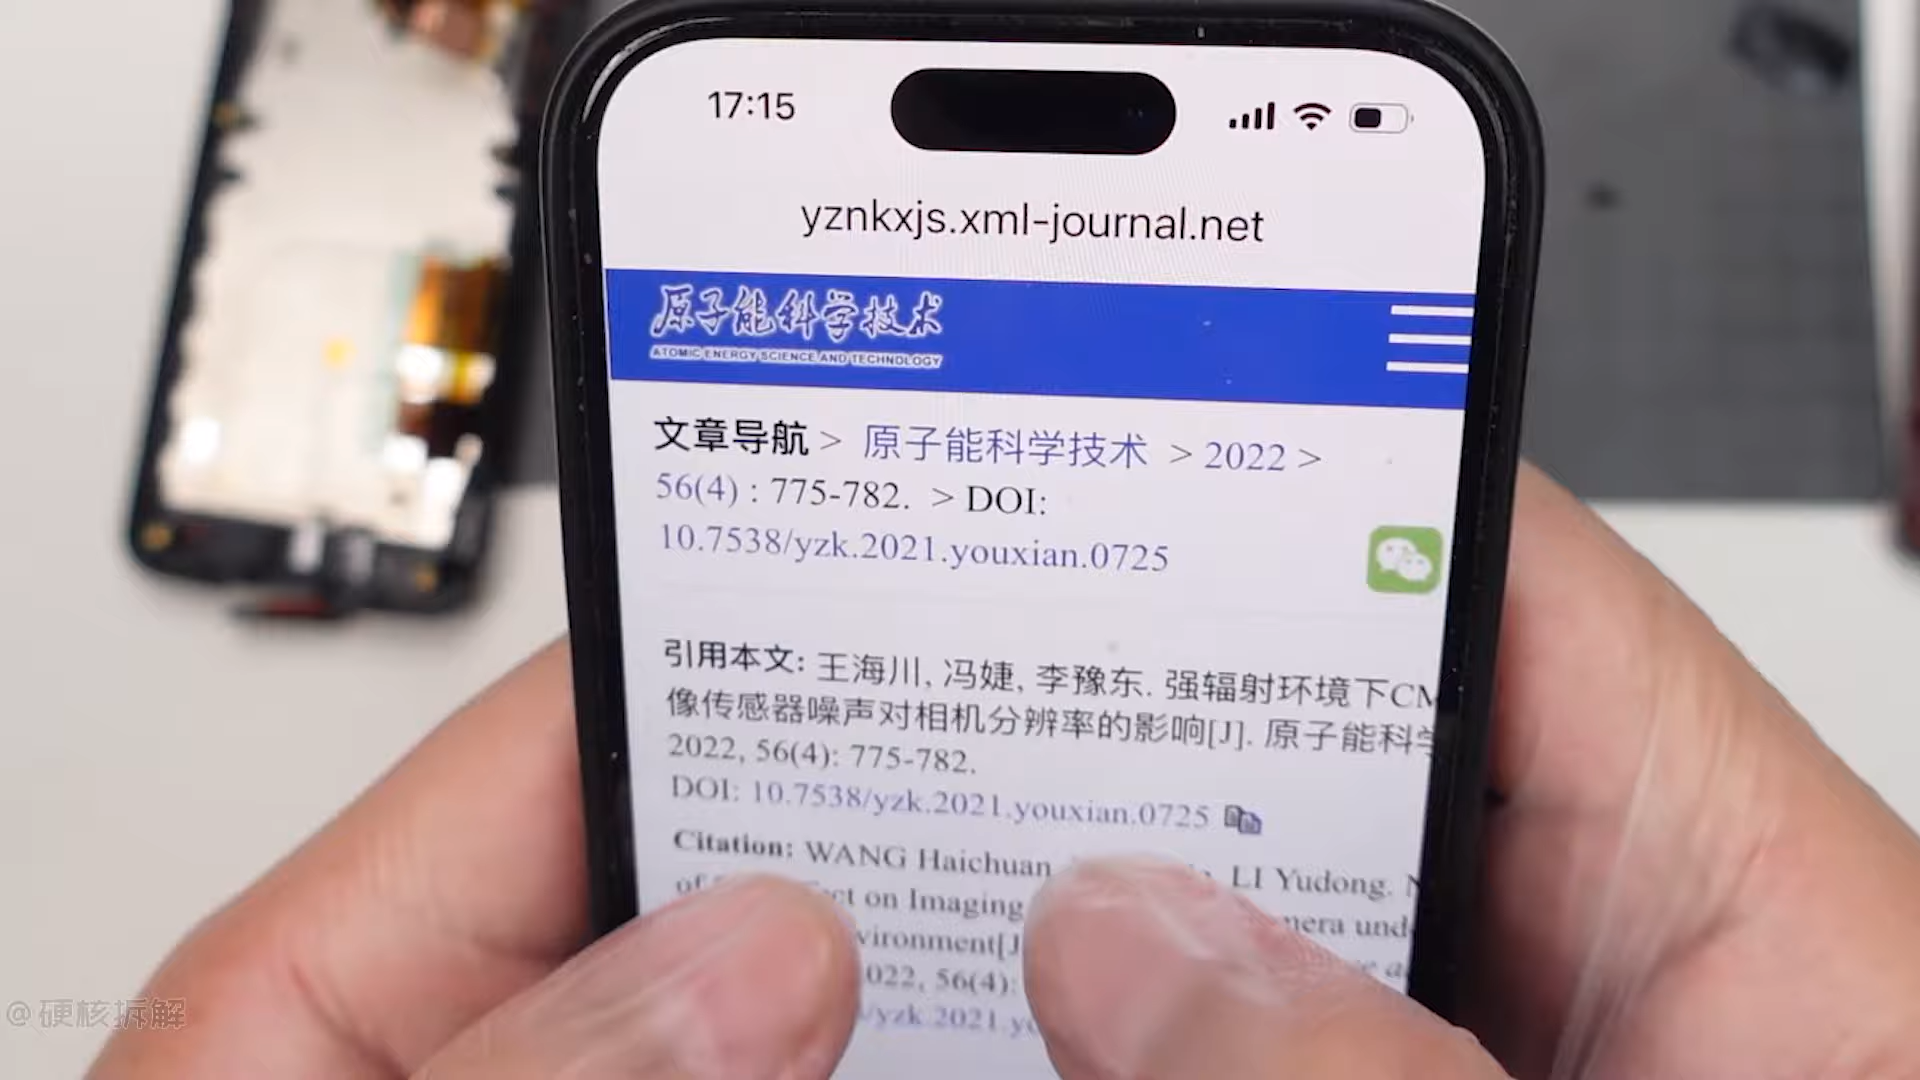 17:15
yznkxjs.xml-journal.net
原子能科学技术
ATOMIC ENERGY SCIENCE AND TECHNOLOGY
文章导航 > 原子能科学技术 > 2022 >
56(4) : 775-782. > DOI:
10.7538/yzk.2021.youxian.0725
引用本文: 王海川, 冯婕, 李豫东. 强辐射环境下CM
像传感器噪声对相机分辨率的影响[J]. 原子能科学
2022, 56(4): 775-782.
DOI: 10.7538/yzk.2021.youxian.0725
Citation: WANG Haichuan LI Yudong.
on Imaging
[J
022, 56(4):
/yzk.2021.
@硬核拆解